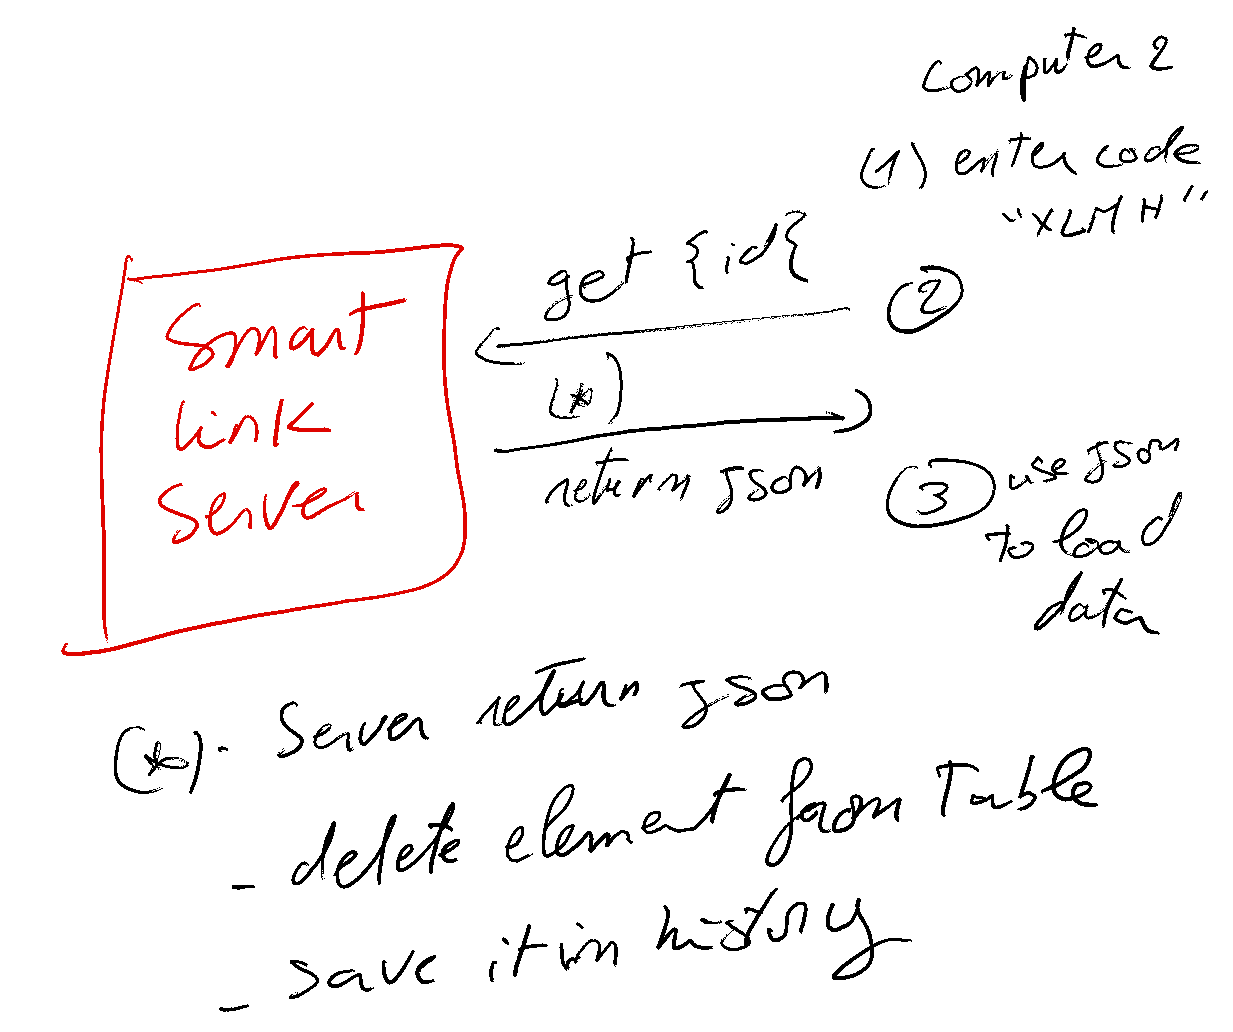 Computer 2
(1) enter code
"XLMH"
get {id{
(2)
Smart
link
Server
(*)
return json
(3) use json
to load
data
(*). Server return json
- delete element from Table
- save it in history